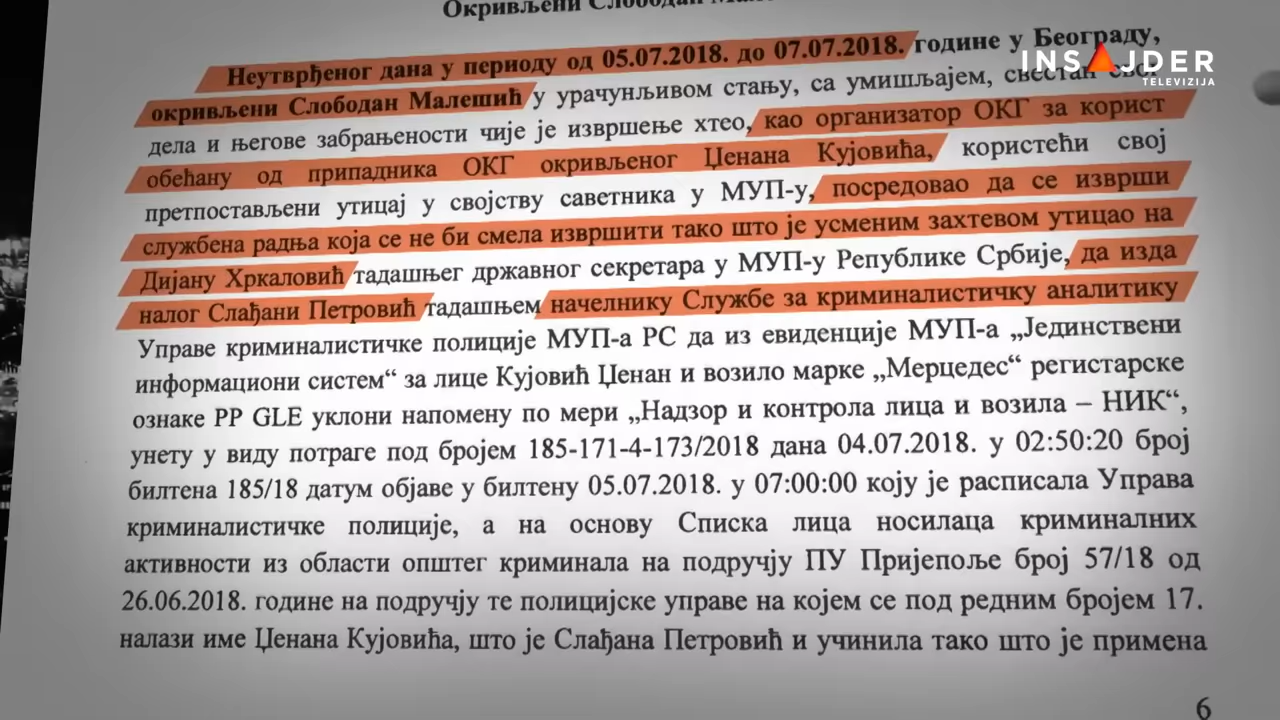 Окривљени Слободан
INSAJDER
TELEVIZIJA
Неутврђеног дана у периоду од 05.07.2018. до 07.07.2018. године у Београду,
окривљени Слободан Малешић у урачунљивом стању, са умишљајем, свестан свог
дела и његове забрањености чије је извршење хтео, као организатор ОКГ за корист
обећану од припадника ОКГ окривљеног Џенана Кујовића, користећи свој
претпостављени утицај у својству саветника у МУП-у, посредовао да се изврши
службена радња која се не би смела извршити тако што је усменим захтевом утицао на
Дијану Хркаловић тадашњег државног секретара у МУП-у Републике Србије, да изда
налог Слађани Петровић тадашњем начелнику Службе за криминалистичку аналитику
Управе криминалистичке полиције МУП-а РС да из евиденције МУП-а „Јединствени
информациони систем“ за лице Кујовић Џенан и возило марке „Мерцедес“ регистарске
ознаке PP GLE уклони напомену по мери „Надзор и контрола лица и возила – НИК“,
унету у виду потраге под бројем 185-171-4-173/2018 дана 04.07.2018. у 02:50:20 број
билтена 185/18 датум објаве у билтену 05.07.2018. у 07:00:00 коју је расписала Управа
криминалистичке полиције, а на основу Списка лица носилаца криминалних
активности из области општег криминала на подручју ПУ Пријепоље број 57/18 од
26.06.2018. године на подручју те полицијске управе на којем се под редним бројем 17.
налази име Џенана Кујовића, што је Слађана Петровић и учинила тако што је примена
6